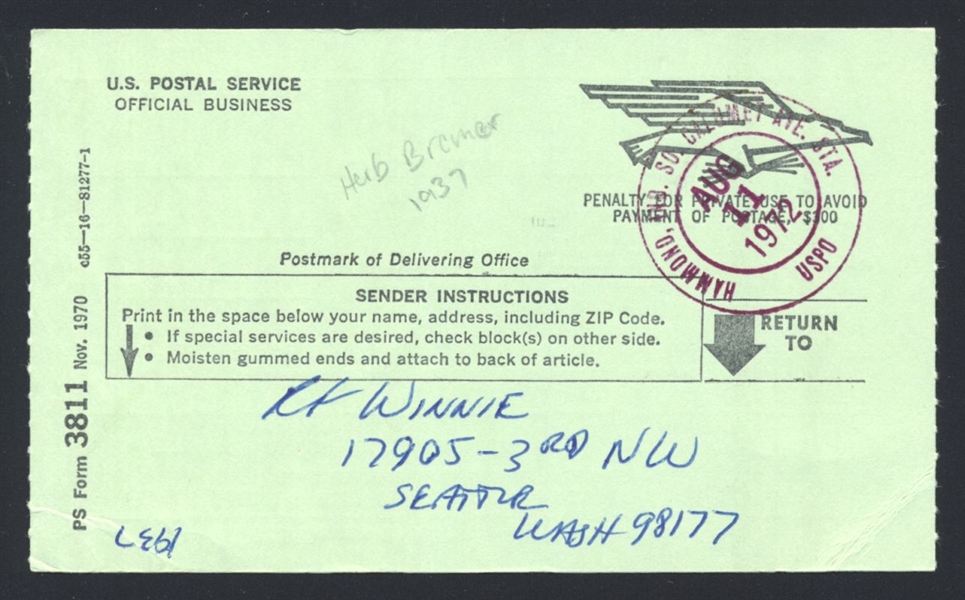 U.S. POSTAL SERVICE
OFFICIAL BUSINESS
Herb Bremer
1937
HAMMOND, IND. SO. CALUMET AVE. STA.
AUG
11
1972
USPO
PENALTY FOR PRIVATE USE TO AVOID
PAYMENT OF POSTAGE, $300
c55—16—81277-1
PS Form 3811 Nov. 1970
Postmark of Delivering Office
SENDER INSTRUCTIONS
Print in the space below your name, address, including ZIP Code.
• If special services are desired, check block(s) on other side.
• Moisten gummed ends and attach to back of article.
RETURN
TO
WINNIE
17905-3RD NW
SEATTLE
WASH 98177
1937